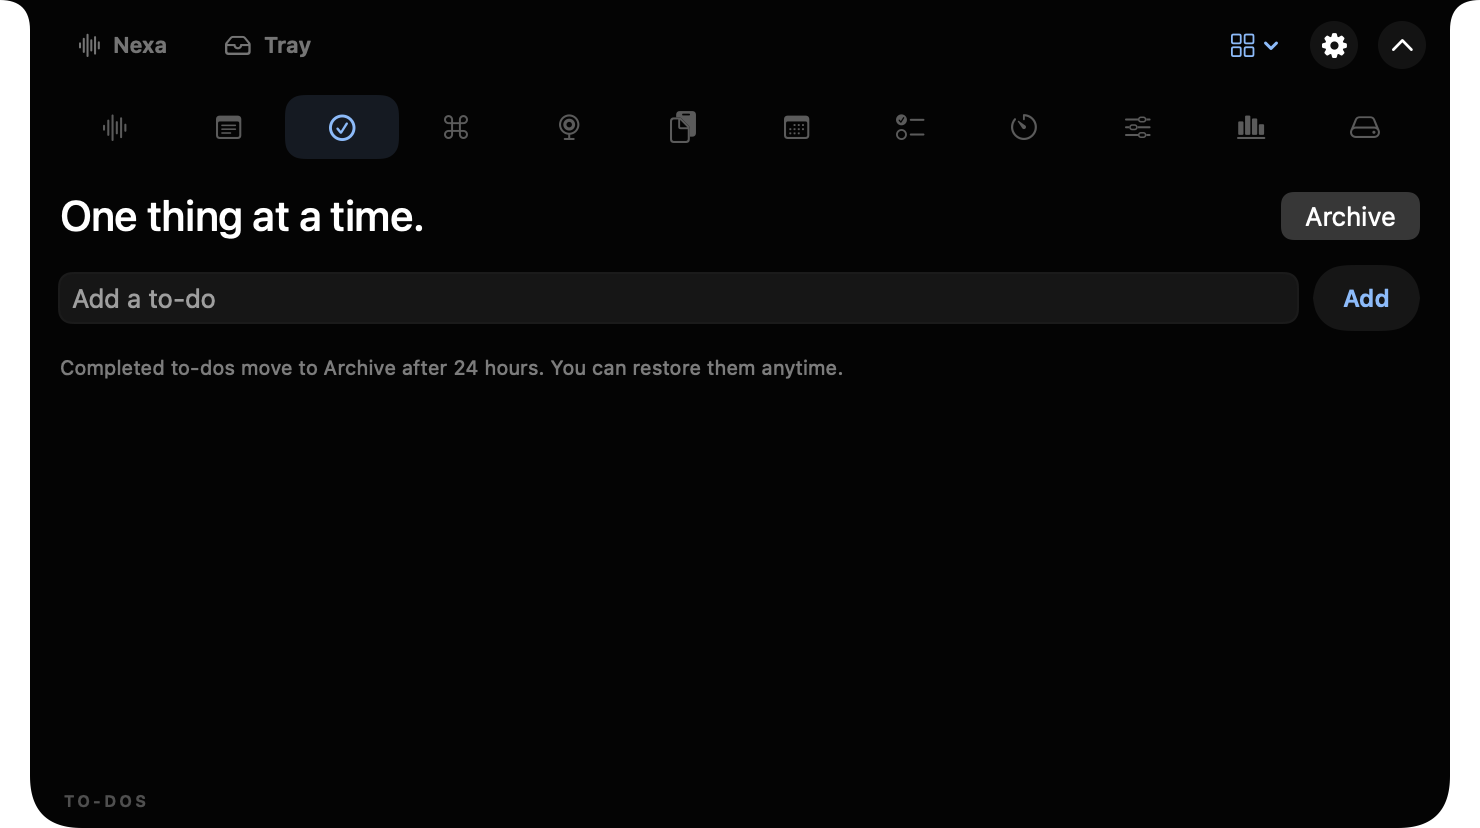 Nexa
Tray
One thing at a time.
Archive
Add a to-do
Add
Completed to-dos move to Archive after 24 hours. You can restore them anytime.
TO-DOS